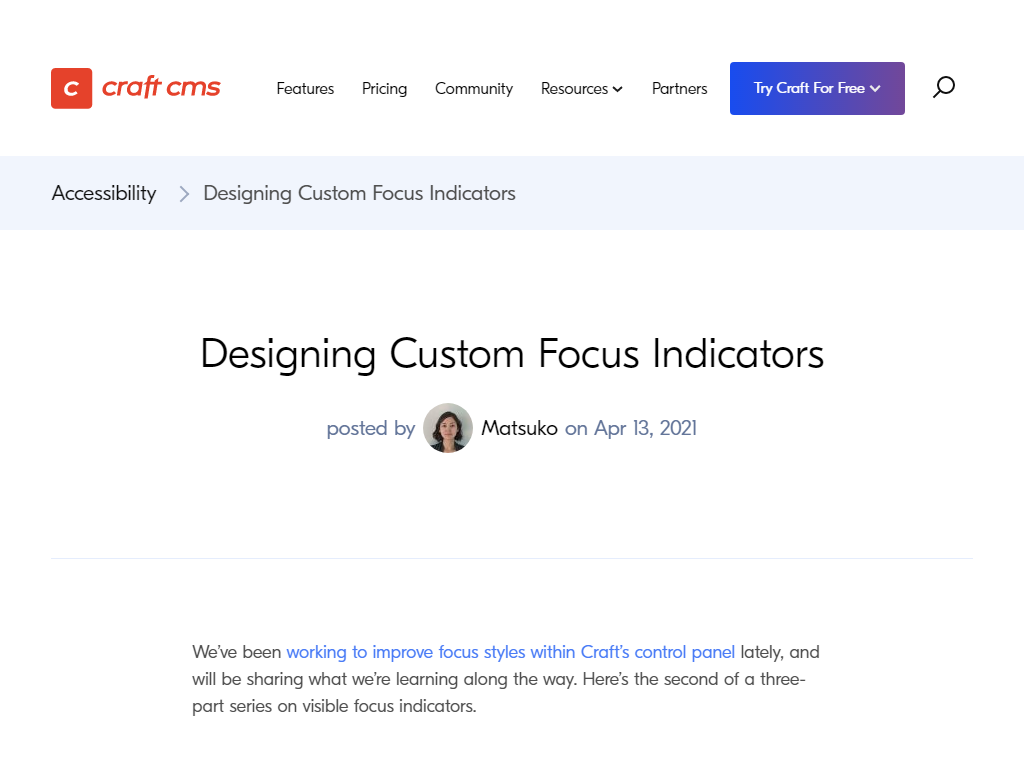 c craft cms
Features Pricing Community Resources Partners Try Craft For Free
Accessibility Designing Custom Focus Indicators
Designing Custom Focus Indicators
posted by Matsuko on Apr 13, 2021
We’ve been working to improve focus styles within Craft’s control panel lately, and
will be sharing what we’re learning along the way. Here’s the second of a three-
part series on visible focus indicators.